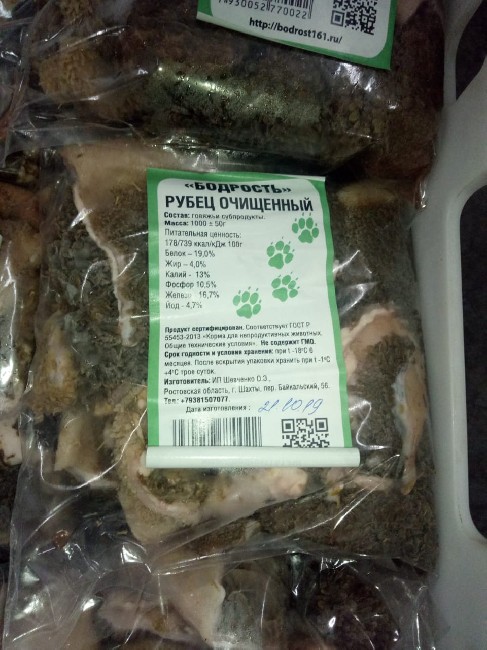 4930052770022
http://bodrost161.ru/
«БОДРОСТЬ»
РУБЕЦ ОЧИЩЕННЫЙ
Состав: говяжьи субпродукты.
Масса: 1000 ± 50г
Питательная ценность:
178/739 ккал/кДж 100г
Белок – 19,0%
Жир – 4,0%
Калий - 13%
Фосфор 10,5%
Железо - 16,7%
Йод - 4,7%
Продукт сертифицирован. Соответствует ГОСТ Р
55453-2013 «Корма для непродуктивных животных.
Общие технические условия». Не содержит ГМО.
Срок годности и условия хранения: при t -18°С 6
месяцев. После вскрытия упаковки хранить при t -1°С
+4°С трое суток.
Изготовитель: ИП Шевченко О.Э.,
Ростовская область, г. Шахты, пер. Байкальский, 56.
Тел: +79381507077.
Дата изготовления : 21.10.19